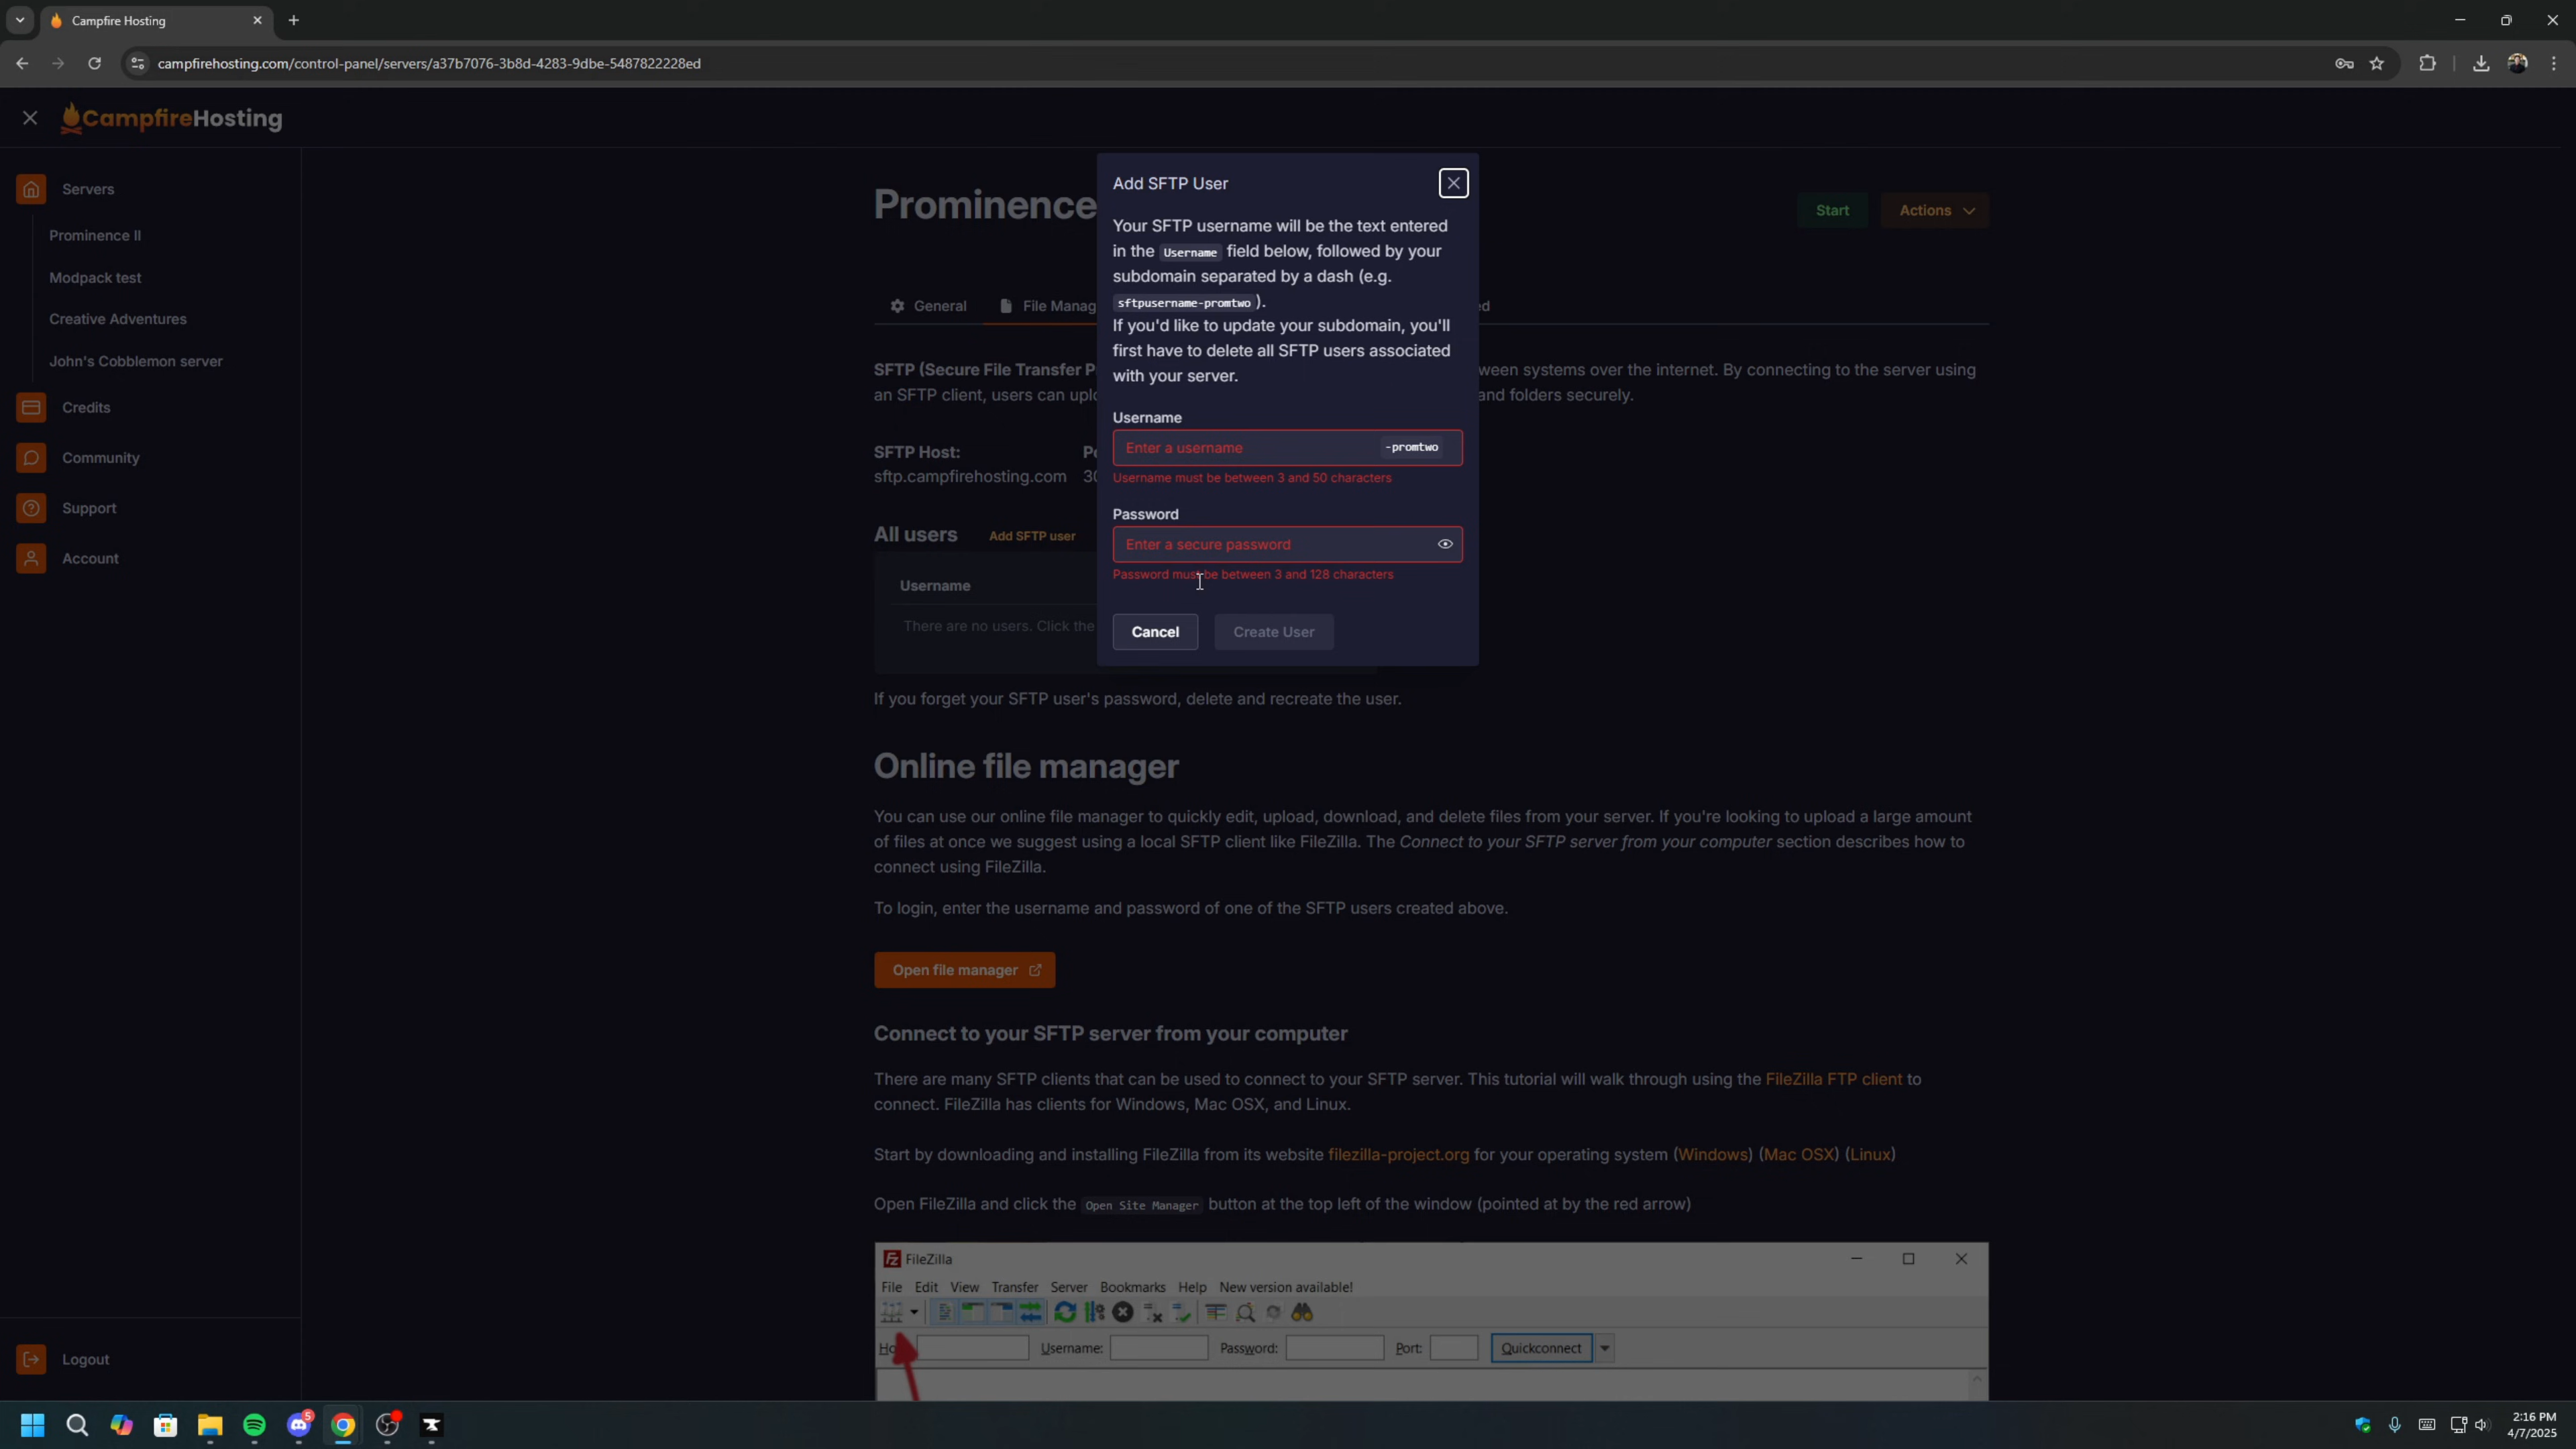 Campfire Hosting
campfirehosting.com/control-panel/servers/a37b7076-3b8d-4283-9dbe-5487822228ed
CampfireHosting
Servers
Prominence II
Modpack test
Creative Adventures
John's Cobblemon server
Credits
Community
Support
Account
Logout
Prominence
Start
Actions
General
File Manag
ed
SFTP (Secure File Transfer P
ween systems over the internet. By connecting to the server using
an SFTP client, users can uplo
and folders securely.
SFTP Host:
Po
sftp.campfirehosting.com
30
All users
Add SFTP user
Username
There are no users. Click the
Add SFTP User
Your SFTP username will be the text entered
in the Username field below, followed by your
subdomain separated by a dash (e.g.
sftpusername-promtwo ).
If you'd like to update your subdomain, you'll
first have to delete all SFTP users associated
with your server.
Username
Enter a username
-promtwo
Username must be between 3 and 50 characters
Password
Enter a secure password
Password must be between 3 and 128 characters
Cancel
Create User
If you forget your SFTP user's password, delete and recreate the user.
Online file manager
You can use our online file manager to quickly edit, upload, download, and delete files from your server. If you're looking to upload a large amount
of files at once we suggest using a local SFTP client like FileZilla. The Connect to your SFTP server from your computer section describes how to
connect using FileZilla.
To login, enter the username and password of one of the SFTP users created above.
Open file manager
Connect to your SFTP server from your computer
There are many SFTP clients that can be used to connect to your SFTP server. This tutorial will walk through using the FileZilla FTP client to
connect. FileZilla has clients for Windows, Mac OSX, and Linux.
Start by downloading and installing FileZilla from its website filezilla-project.org for your operating system (Windows) (Mac OSX) (Linux)
Open FileZilla and click the Open Site Manager button at the top left of the window (pointed at by the red arrow)
FileZilla
File Edit View Transfer Server Bookmarks Help New version available!
Ho
Username:
Password:
Port:
Quickconnect
5
2:16 PM
4/7/2025